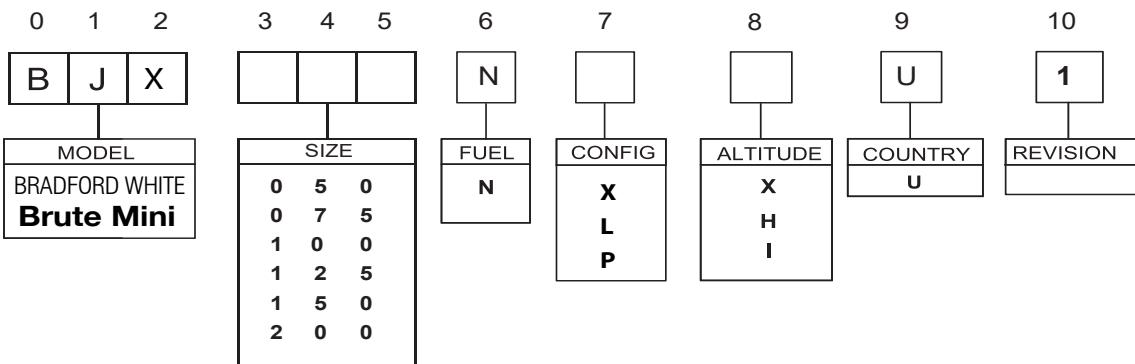 0 1 2 3 4 5 6 7 8 9 10
B J X N U 1
MODEL SIZE FUEL CONFIG ALTITUDE COUNTRY REVISION
BRADFORD WHITE
Brute Mini
0 5 0
0 7 5
1 0 0
1 2 5
1 5 0
2 0 0
N
X
L
P
X
H
I
U